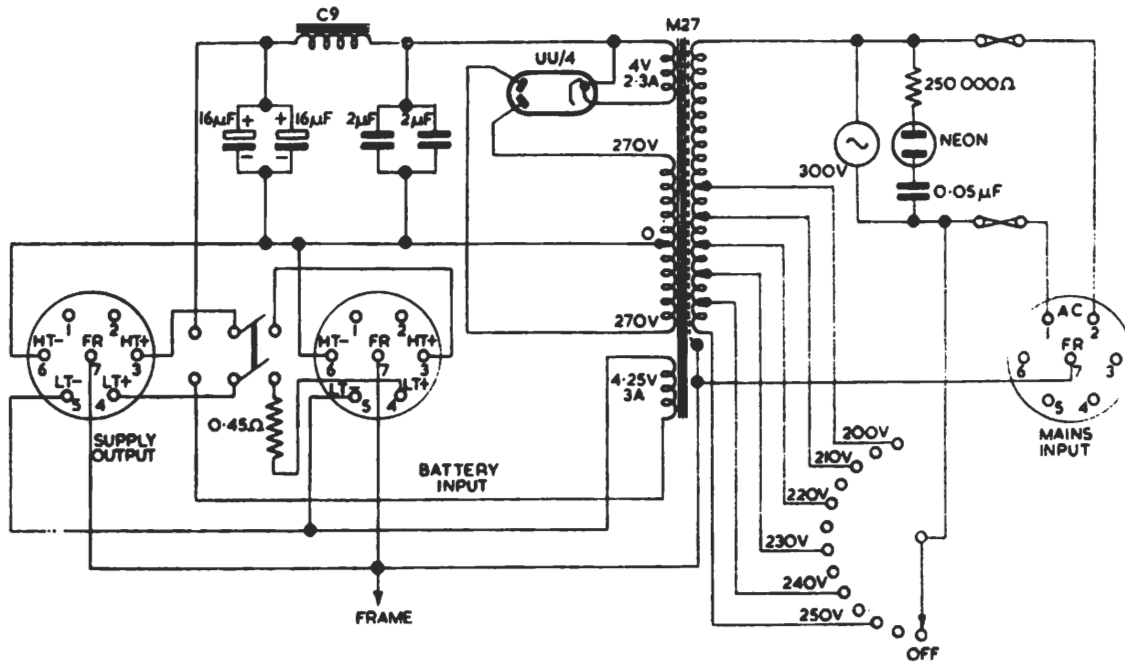 C9
M27
UU/4
4V
2·3A
250 000Ω
16µF
+
+
16µF
2µF
2µF
NEON
270V
300V
0·05µF
-
-
0
1
2
HT-
FR
HT+
6
7
3
LT-
LT+
5
4
SUPPLY
OUTPUT
0·45Ω
1
2
HT-
FR
HT+
6
7
3
LT-
LT+
5
4
BATTERY
INPUT
270V
4·25V
3A
AC
1
2
FR
6
7
3
5
4
MAINS
INPUT
200V
210V
220V
230V
240V
250V
OFF
FRAME